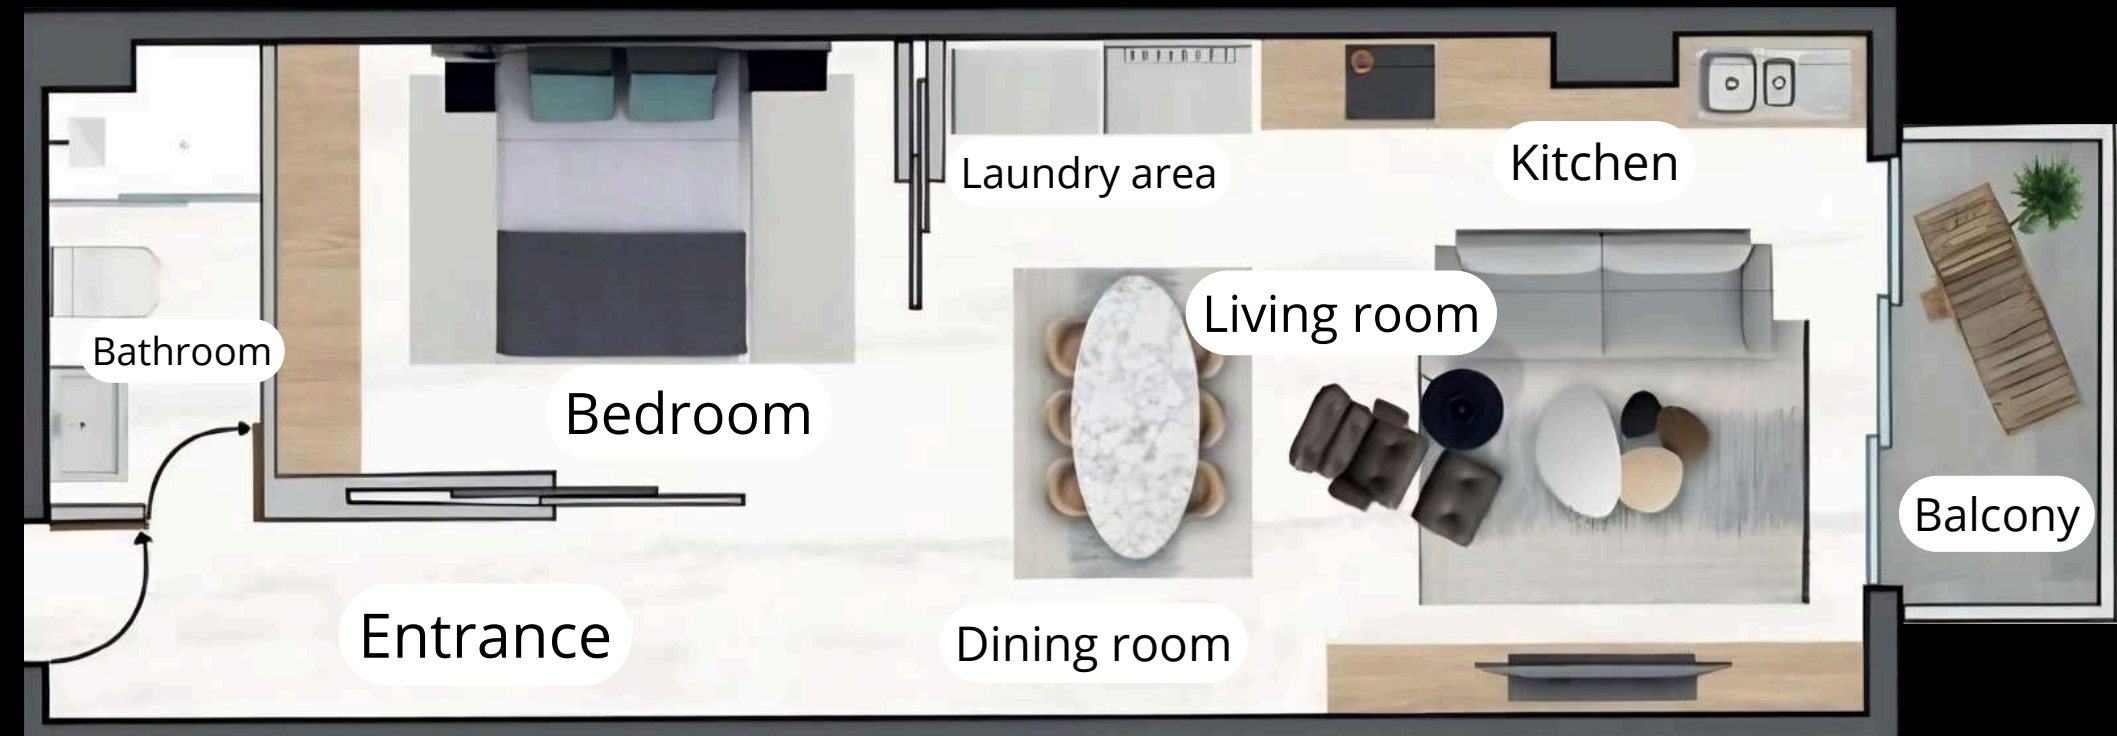 Laundry area
Kitchen
Living room
Bathroom
Bedroom
Balcony
Entrance
Dining room